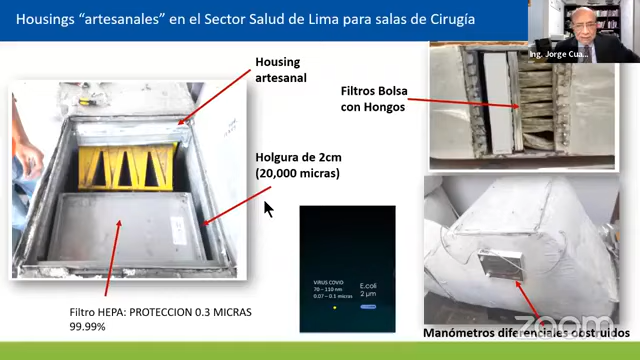 Housings “artesanales” en el Sector Salud de Lima para salas de Cirugía
Ing. Jorge Cua...
Housing
artesanal
Filtros Bolsa
con Hongos
Holgura de 2cm
(20,000 micras)
VIRUS COVID
70 – 110 nm
0.07 – 0.1 micras
E.coli
2 μm
Filtro HEPA: PROTECCION 0.3 MICRAS
99.99%
Manómetros diferenciales obstruidos
zoom